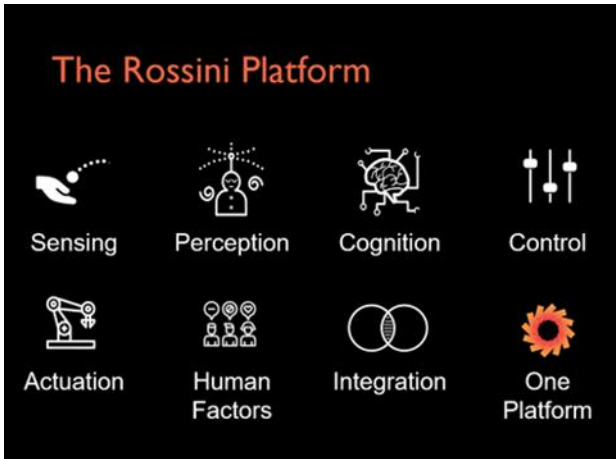 The Rossini Platform
Sensing
Perception
Cognition
Control
Actuation
Human
Factors
Integration
One
Platform